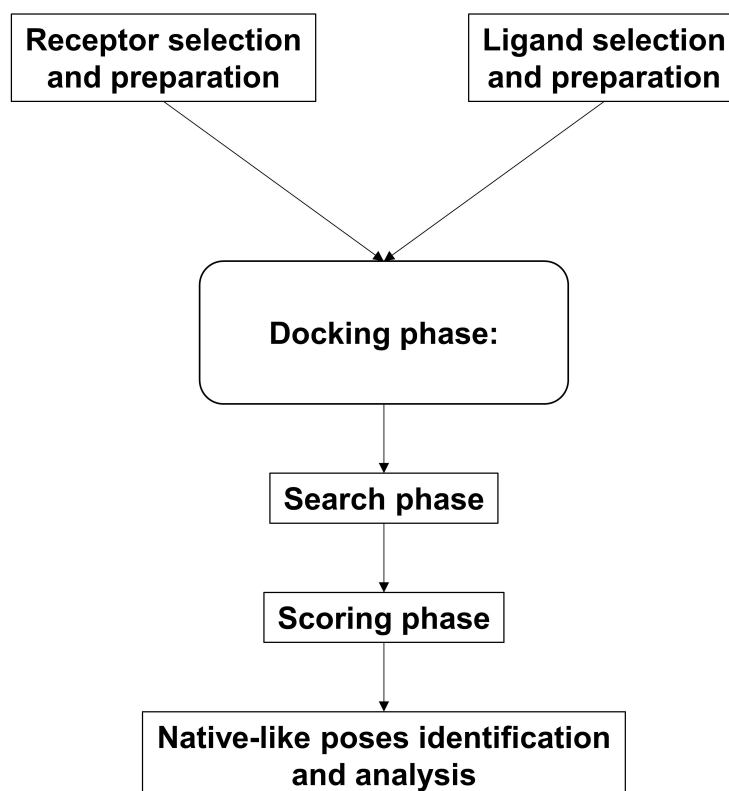 Receptor selection
and preparation
Ligand selection
and preparation
Docking phase:
Search phase
Scoring phase
Native-like poses identification
and analysis